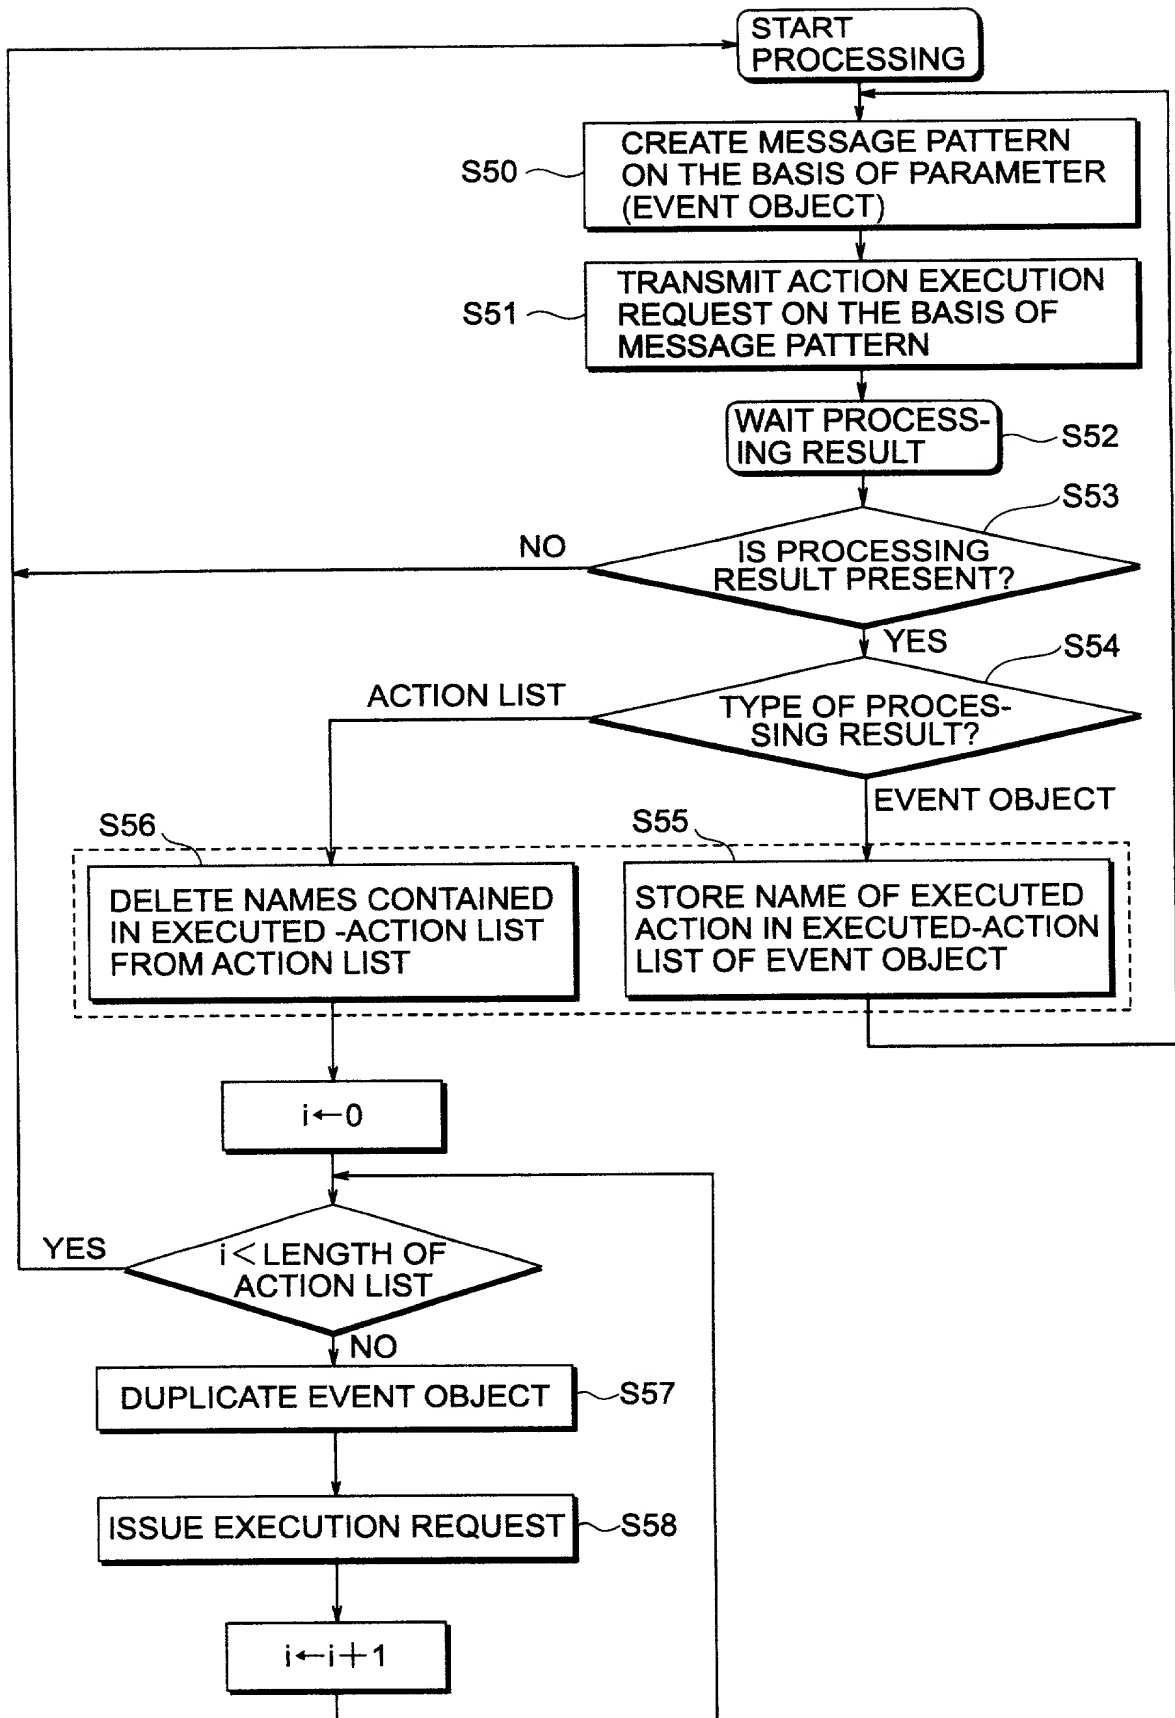 START
PROCESSING
CREATE MESSAGE PATTERN
ON THE BASIS OF PARAMETER
(EVENT OBJECT)
S50
TRANSMIT ACTION EXECUTION
REQUEST ON THE BASIS OF
MESSAGE PATTERN
S51
WAIT PROCESS-
ING RESULT
S52
S53
NO
IS PROCESSING
RESULT PRESENT?
YES
S54
ACTION LIST
TYPE OF PROCES-
SING RESULT?
EVENT OBJECT
S56
S55
DELETE NAMES CONTAINED
IN EXECUTED -ACTION LIST
FROM ACTION LIST
STORE NAME OF EXECUTED
ACTION IN EXECUTED-ACTION
LIST OF EVENT OBJECT
i←0
YES
i<LENGTH OF
ACTION LIST
NO
DUPLICATE EVENT OBJECT
S57
ISSUE EXECUTION REQUEST
S58
i←i+1